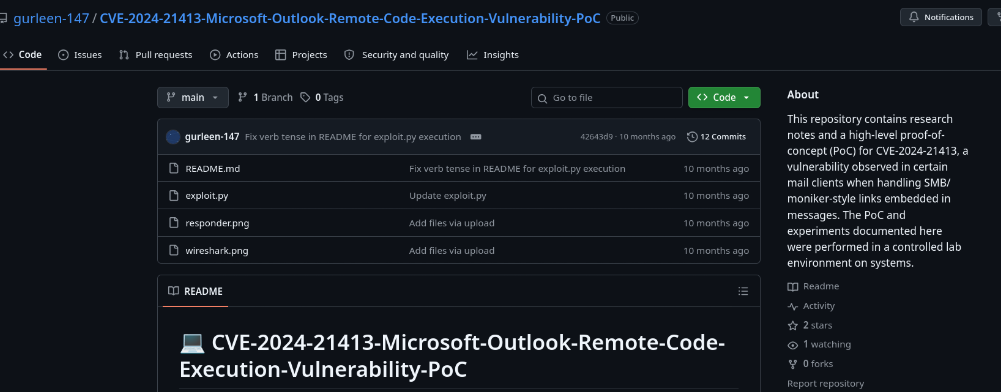 gurleen-147 / CVE-2024-21413-Microsoft-Outlook-Remote-Code-Execution-Vulnerability-PoC Public Notifications
Code Issues Pull requests Actions Projects Security and quality Insights
main 1 Branch 0 Tags Go to file Code
gurleen-147 Fix verb tense in README for exploit.py execution 42643d9 · 10 months ago 12 Commits
README.md Fix verb tense in README for exploit.py execution 10 months ago
exploit.py Update exploit.py 10 months ago
responder.png Add files via upload 10 months ago
wireshark.png Add files via upload 10 months ago
README
💻 CVE-2024-21413-Microsoft-Outlook-Remote-Code-
Execution-Vulnerability-PoC
About
This repository contains research
notes and a high-level proof-of-
concept (PoC) for CVE-2024-21413, a
vulnerability observed in certain
mail clients when handling SMB/
moniker-style links embedded in
messages. The PoC and
experiments documented here
were performed in a controlled lab
environment on systems.
Readme
Activity
2 stars
1 watching
0 forks
Report repository